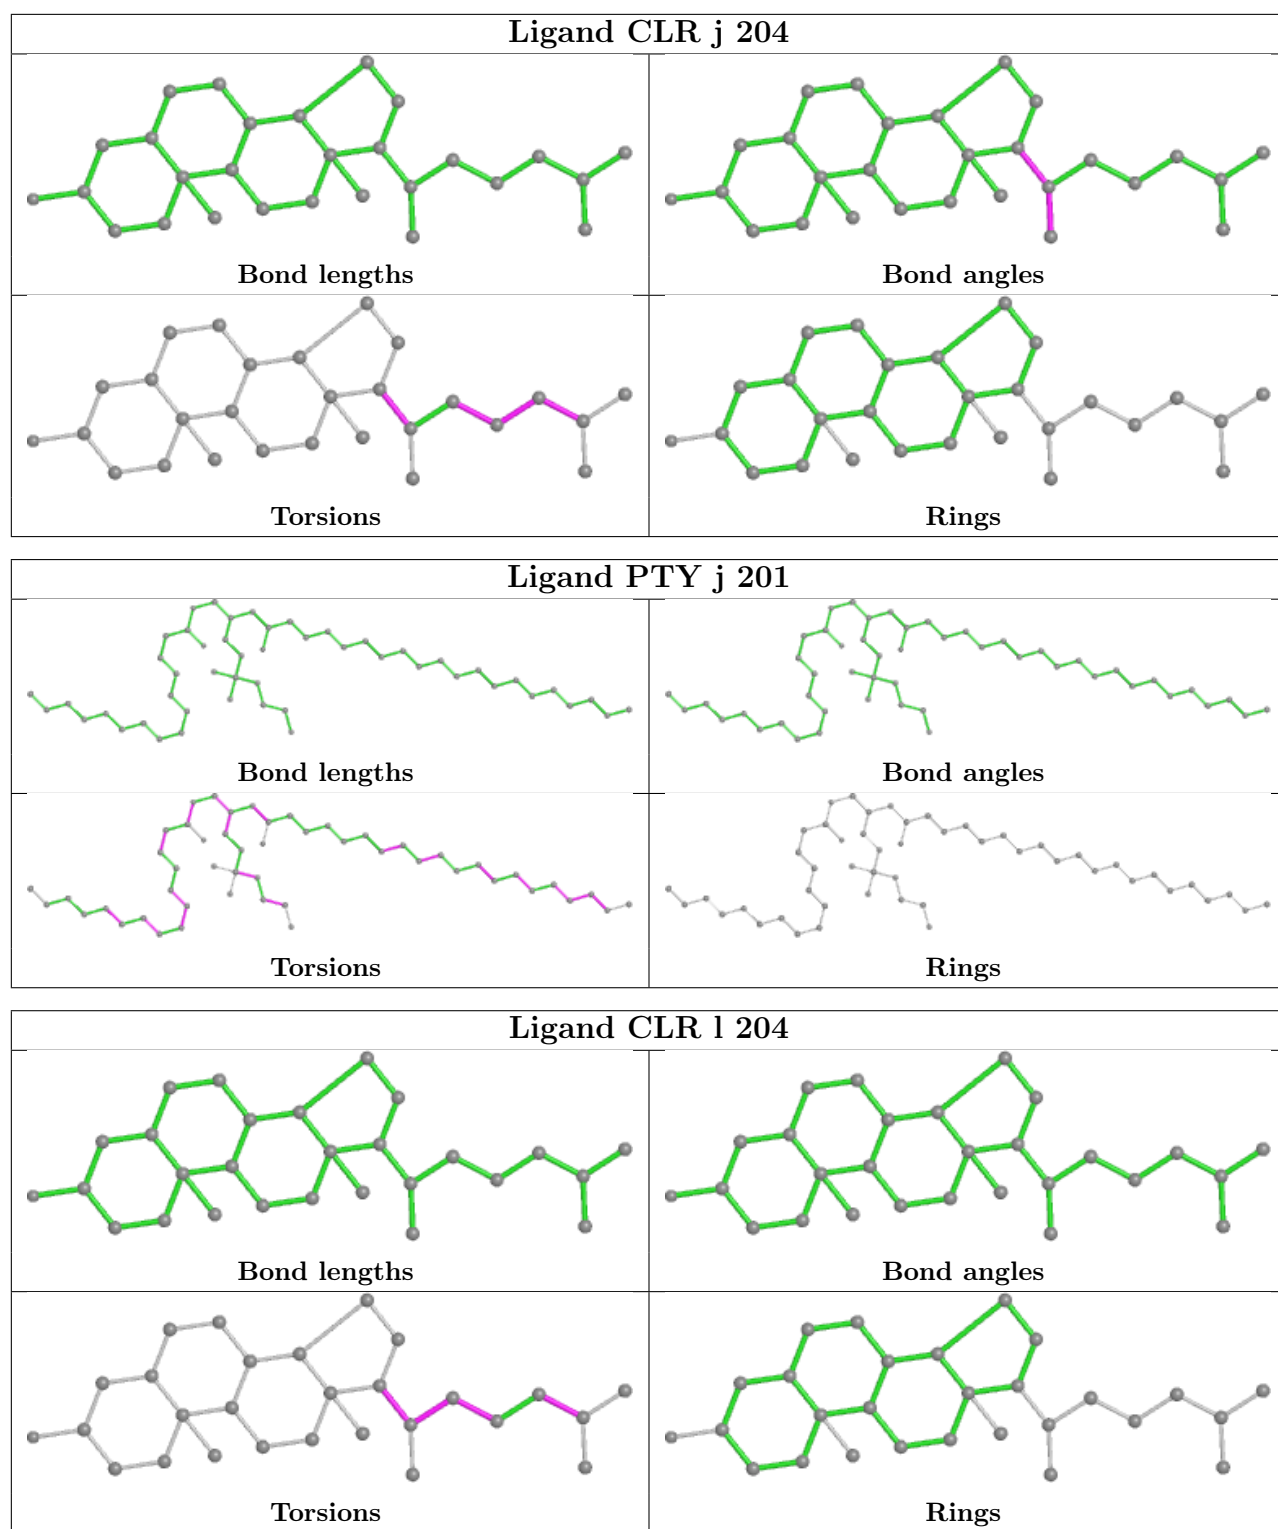 Ligand CLR j 204
Bond lengths
Bond angles
Torsions
Rings
Ligand PTY j 201
Bond lengths
Bond angles
Torsions
Rings
Ligand CLR l 204
Bond lengths
Bond angles
Torsions
Rings